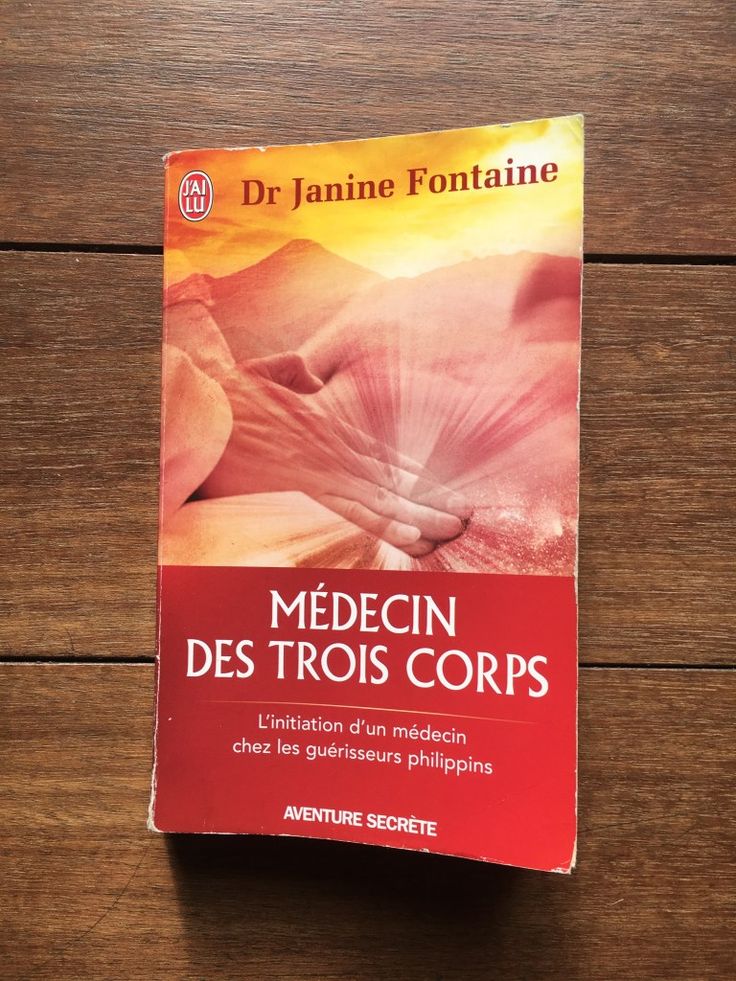 J'AI
LU
Dr Janine Fontaine
MÉDECIN
DES TROIS CORPS
L'initiation d'un médecin
chez les guérisseurs philippins
AVENTURE SECRÈTE